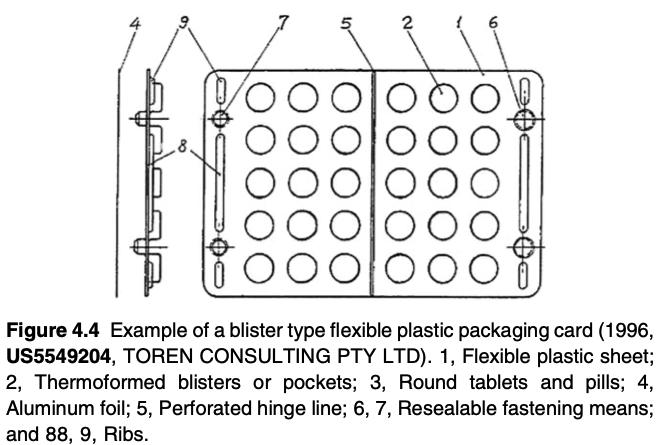 4 9 7 5 2 1 6
8
Figure 4.4 Example of a blister type flexible plastic packaging card (1996,
US5549204, TOREN CONSULTING PTY LTD). 1, Flexible plastic sheet;
2, Thermoformed blisters or pockets; 3, Round tablets and pills; 4,
Aluminum foil; 5, Perforated hinge line; 6, 7, Resealable fastening means;
and 88, 9, Ribs.